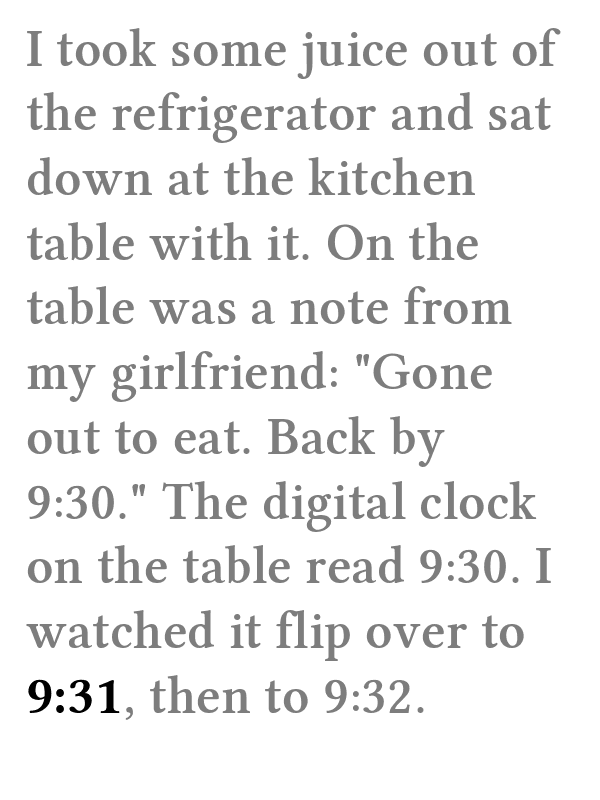 I took some juice out of
the refrigerator and sat
down at the kitchen
table with it. On the
table was a note from
my girlfriend: "Gone
out to eat. Back by
9:30." The digital clock
on the table read 9:30. I
watched it flip over to
9:31, then to 9:32.